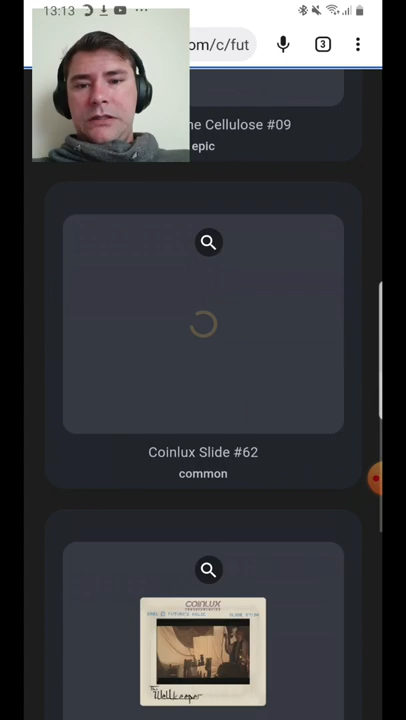 13:13
om/c/fut
3
ne Cellulose #09
epic
Coinlux Slide #62
common
COINLUX
The
Wellkeeper